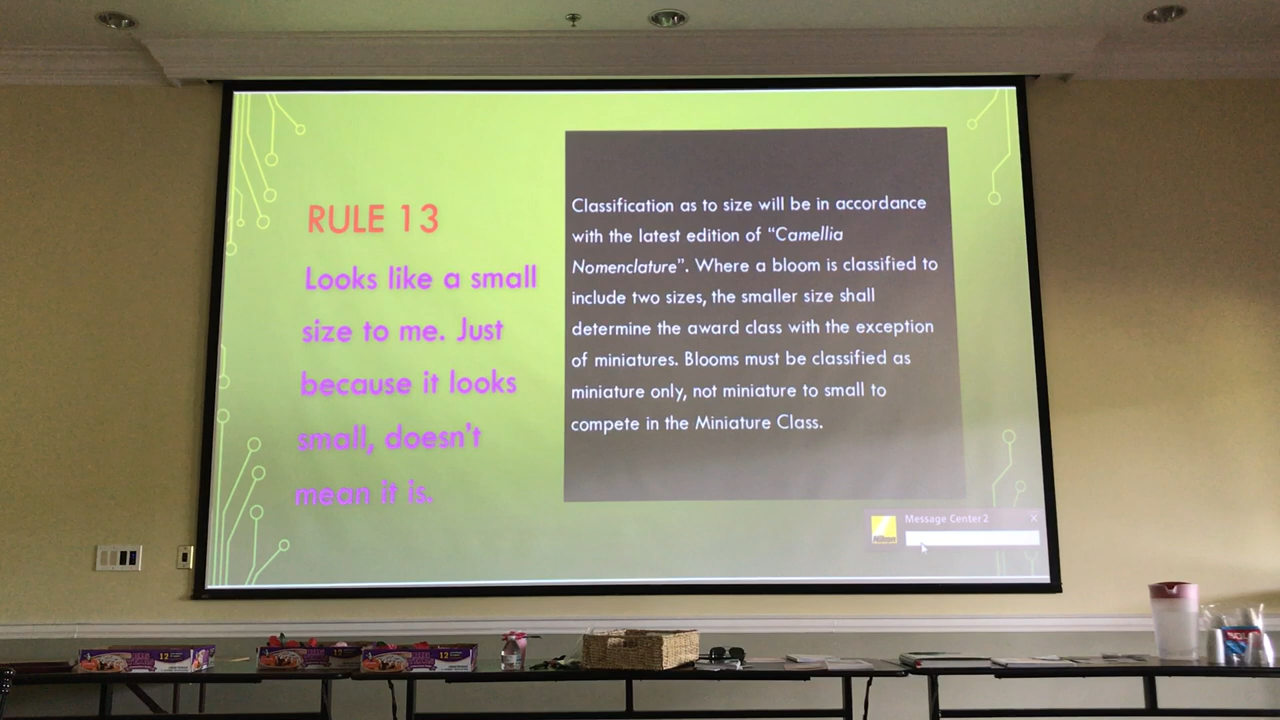 RULE 13
Looks like a small
size to me. Just
because it looks
small, doesn't
mean it is.
Classification as to size will be in accordance
with the latest edition of “Camellia
Nomenclature”. Where a bloom is classified to
include two sizes, the smaller size shall
determine the award class with the exception
of miniatures. Blooms must be classified as
miniature only, not miniature to small to
compete in the Miniature Class.
Message Center 2
Nikon
12
12